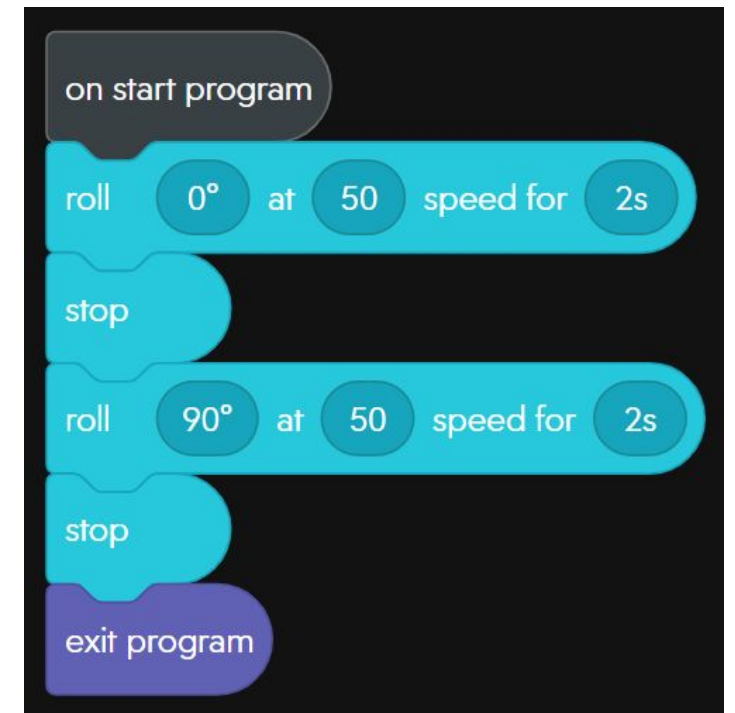 on start program
roll 0° at 50 speed for 2s
stop
roll 90° at 50 speed for 2s
stop
exit program